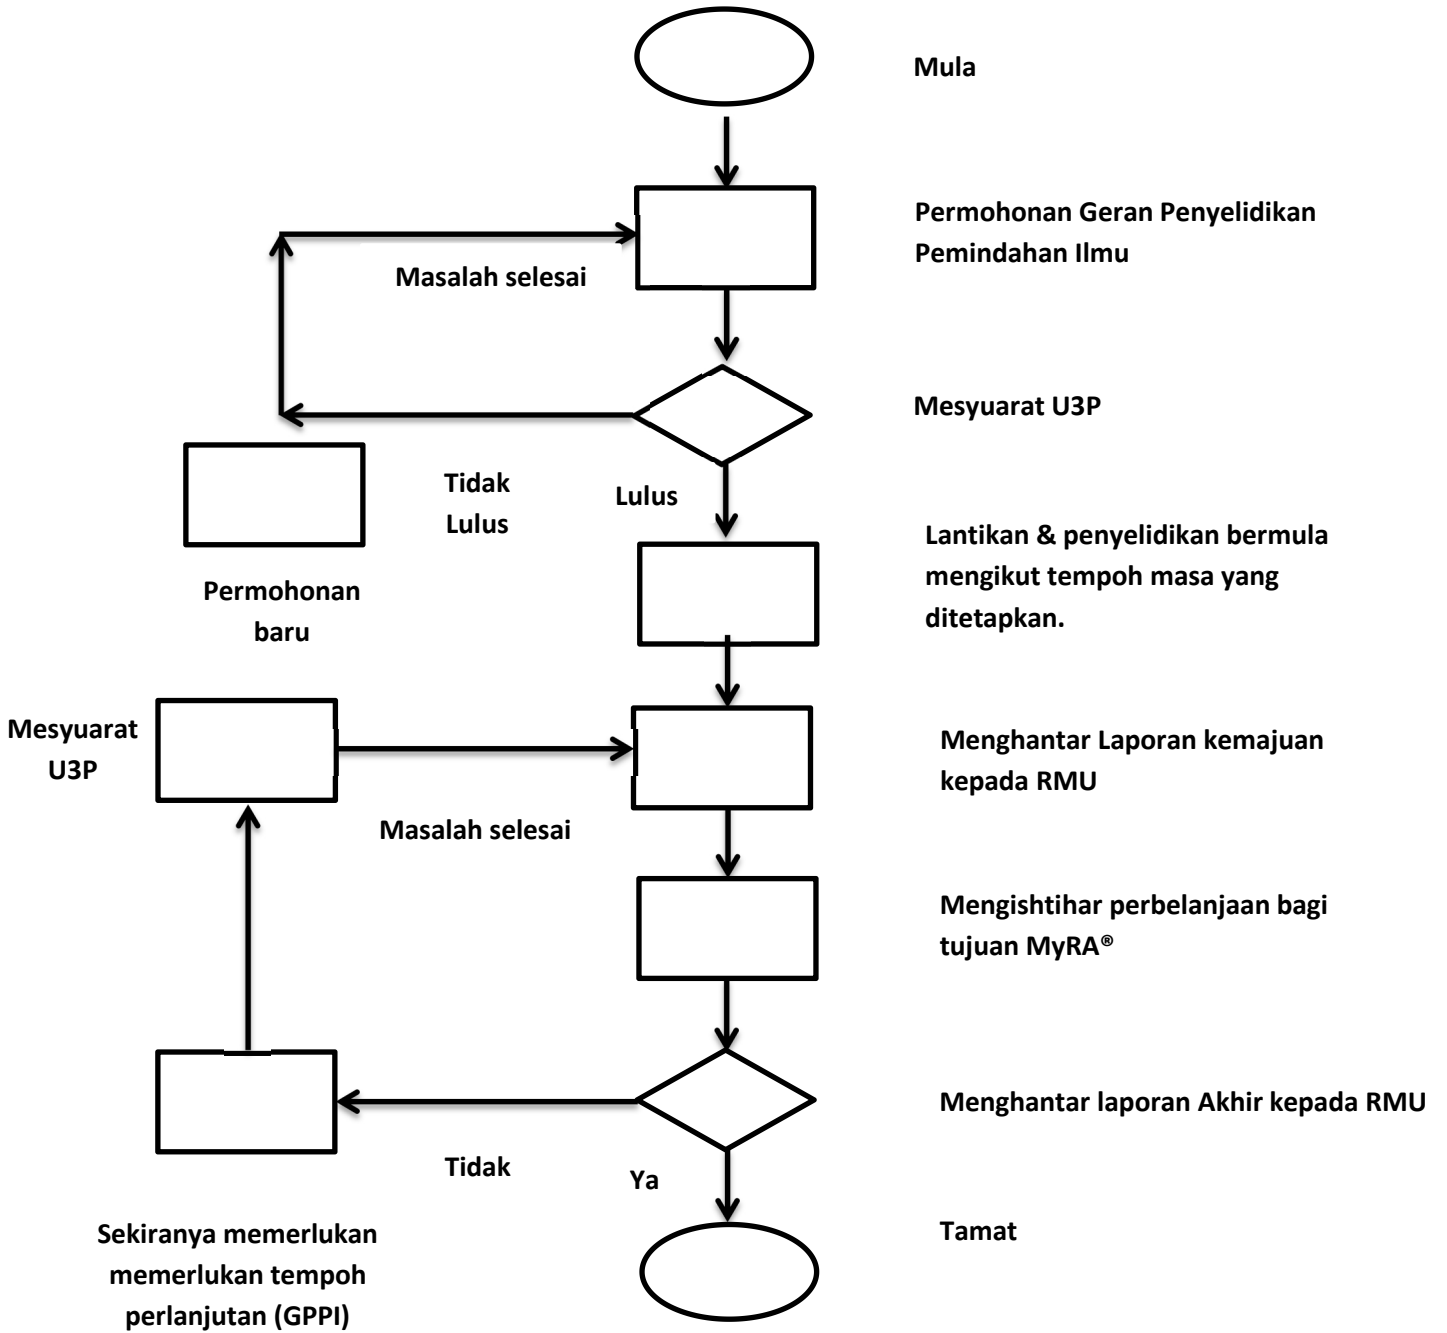 Mula
Permohonan Geran Penyelidikan
Pemindahan Ilmu
Masalah selesai
Mesyuarat U3P
Tidak
Lulus
Lulus
Permohonan
baru
Lantikan & penyelidikan bermula
mengikut tempoh masa yang
ditetapkan.
Mesyuarat
U3P
Menghantar Laporan kemajuan
kepada RMU
Masalah selesai
Mengishtihar perbelanjaan bagi
tujuan MyRA®
Menghantar laporan Akhir kepada RMU
Tidak
Ya
Sekiranya memerlukan
memerlukan tempoh
perlanjutan (GPPI)
Tamat